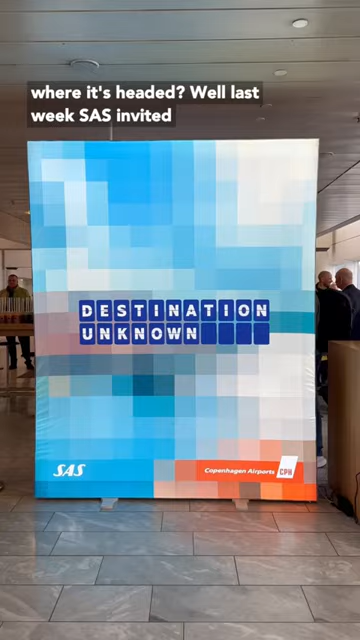 where it's headed? Well last
week SAS invited
DESTINATION
UNKNOWN
SAS
Copenhagen Airports CPH